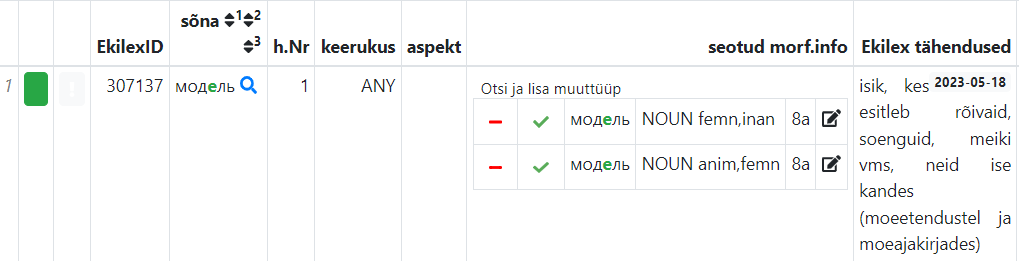 EkilexID sõna 1 2 3 h.Nr keerukus aspekt seotud morf.info Ekilex tähendused
1 307137 модель 1 ANY
Otsi ja lisa muuttüüp
модель NOUN femn,inan 8a
модель NOUN anim,femn 8a
isik, kes 2023-05-18
esitleb rõivaid,
soenguid, meiki
vms, neid ise
kandes
(moeetendustel ja
moeajakirjades)